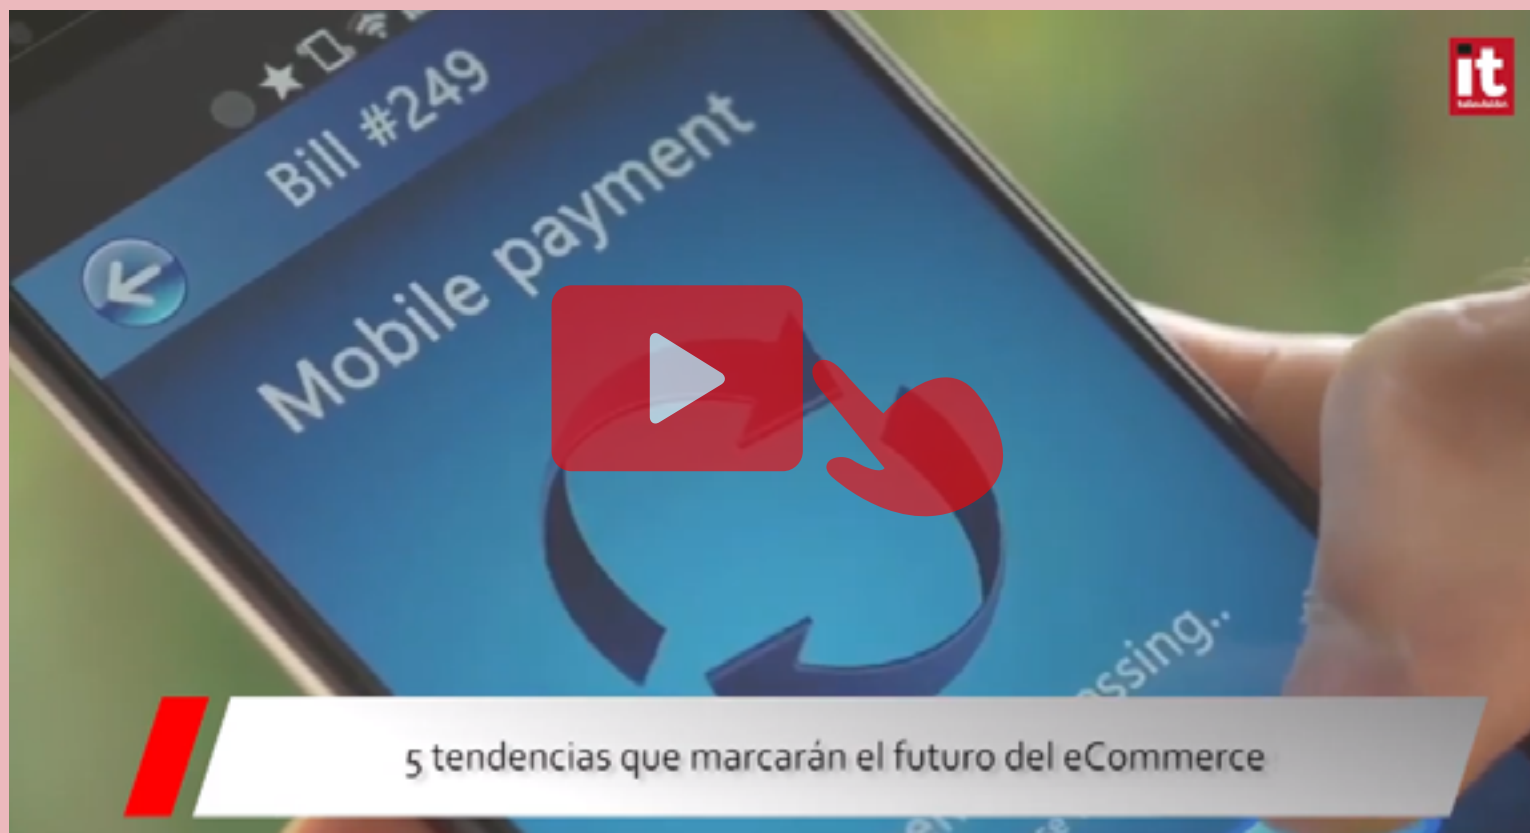 it
Bill #249
Mobile payment
5 tendencias que marcarán el futuro del eCommerce